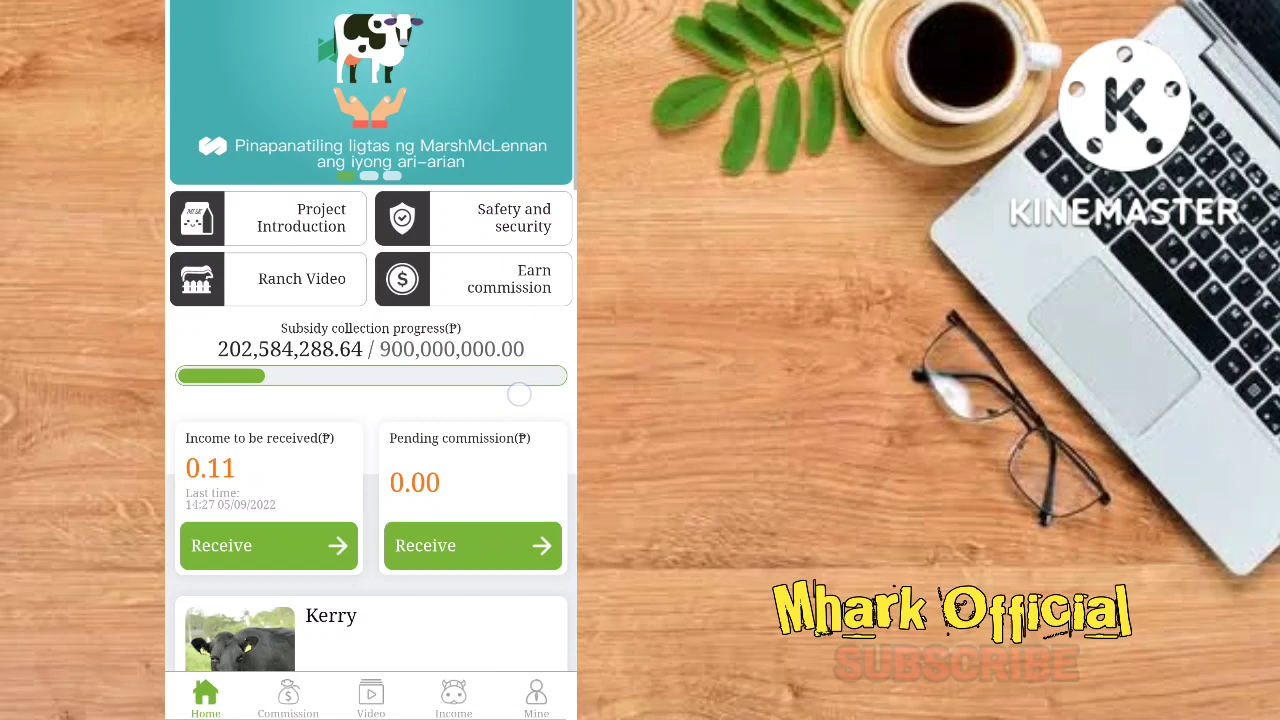 Pinapanatiling ligtas ng MarshMcLennan
ang iyong ari-arian
MILK
Project
Introduction
Safety and
security
Ranch Video
Earn
commission
Subsidy collection progress(₱)
202,584,288.64 / 900,000,000.00
Income to be received(₱)
0.11
Last time:
14:27 05/09/2022
Receive
Pending commission(₱)
0.00
Receive
Kerry
Home
Commission
Video
Income
Mine
K
KINEMASTER
Mhark Official
SUBSCRIBE